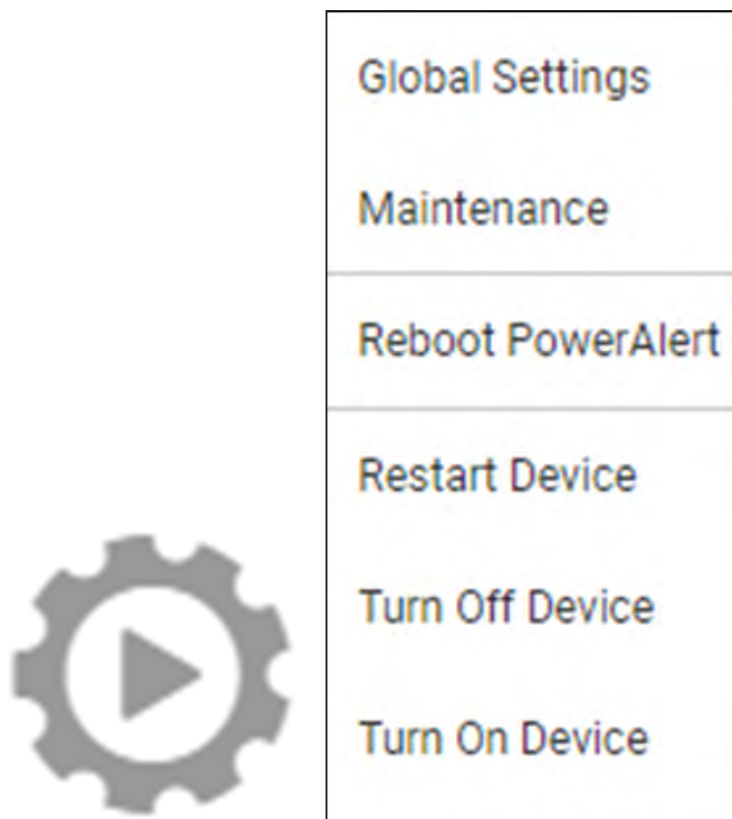 Global Settings
Maintenance
Reboot PowerAlert
Restart Device
Turn Off Device
Turn On Device